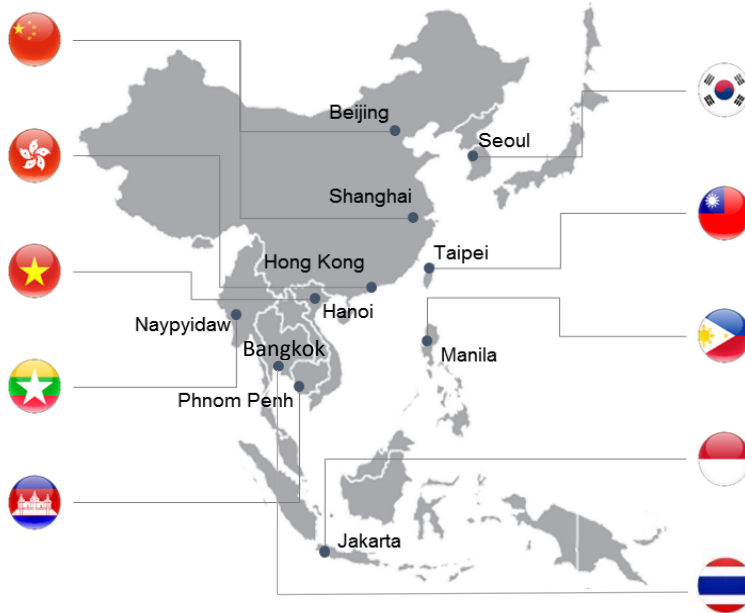 Beijing
Seoul
Shanghai
Taipei
Hong Kong
Hanoi
Naypyidaw
Bangkok
Manila
Phnom Penh
Jakarta